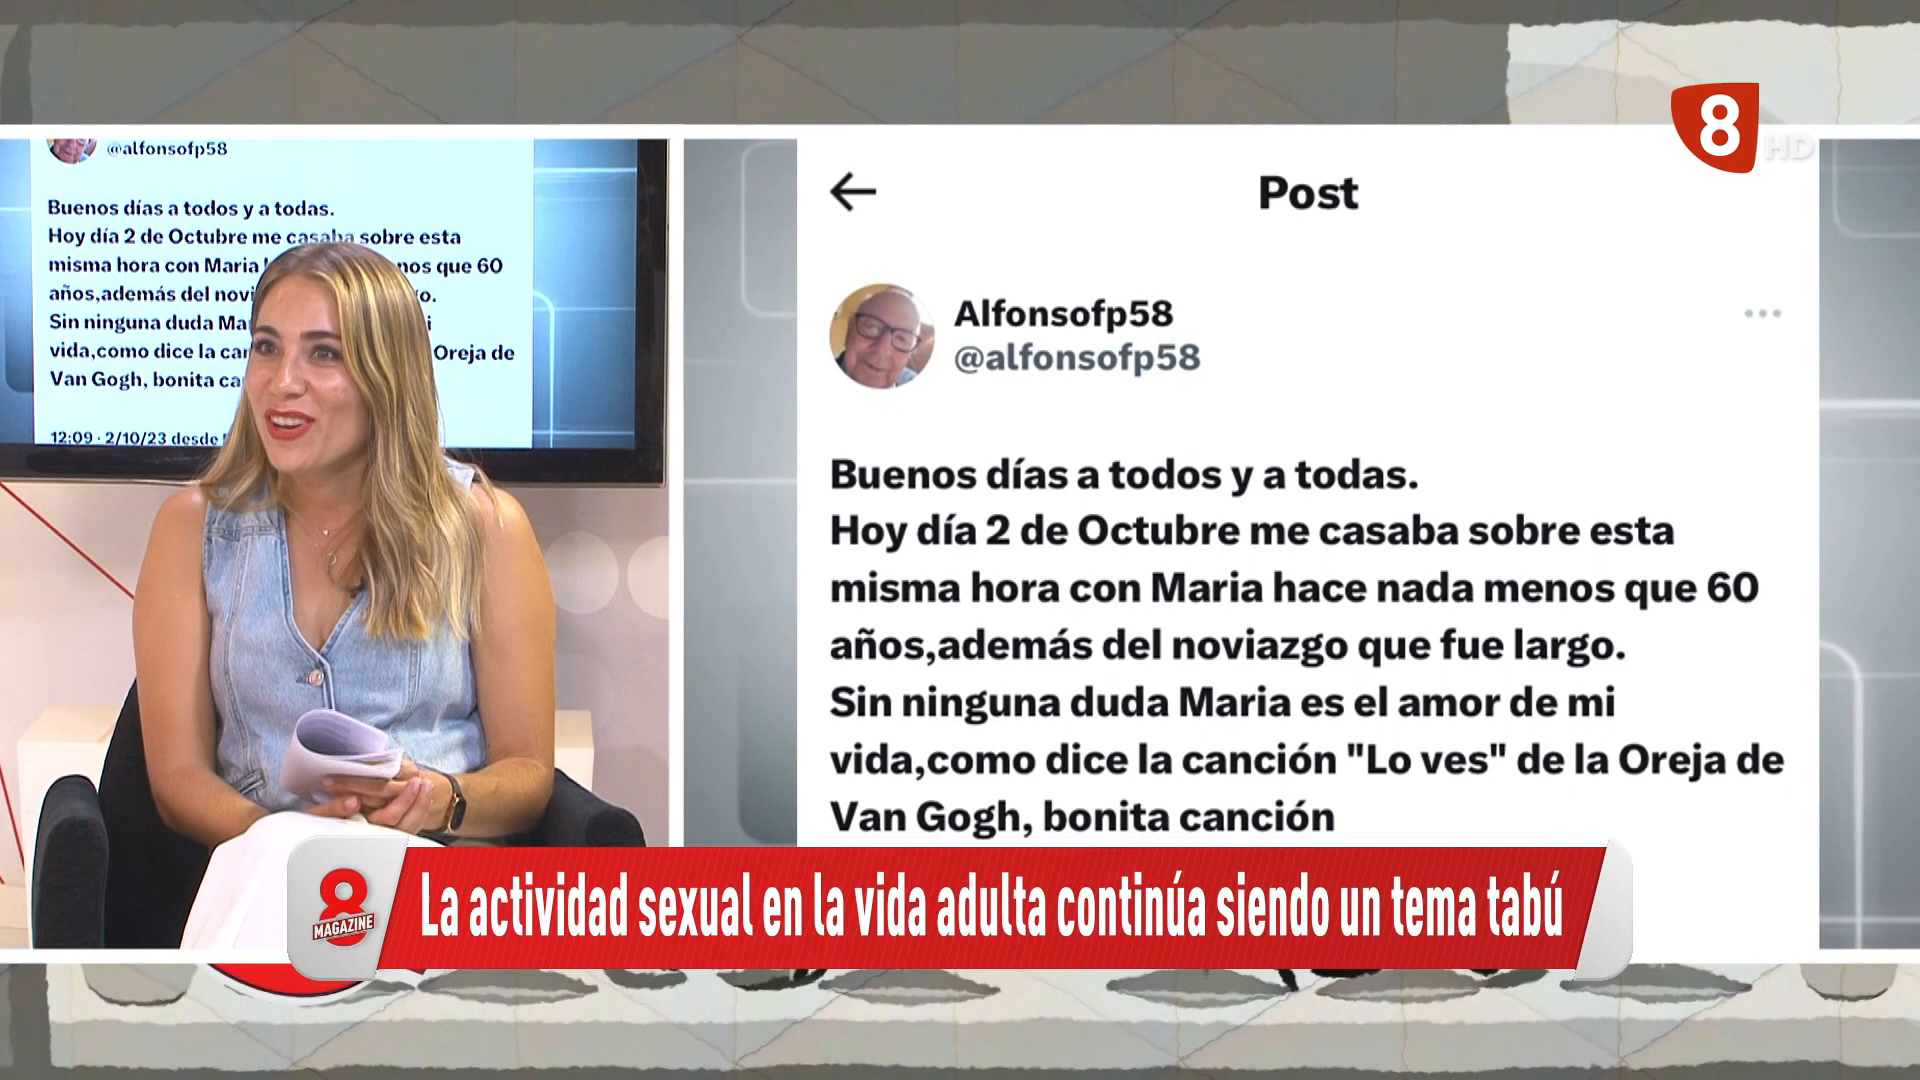 @alfonsofp58
Buenos días a todos y a todas.
Hoy día 2 de Octubre me casaba sobre esta
misma hora con Maria nos que 60
años,además del novi o.
Sin ninguna duda Ma i
vida,como dice la can Oreja de
Van Gogh, bonita ca
12:09 · 2/10/23 desde
8 HD
Post
Alfonsofp58
@alfonsofp58
Buenos días a todos y a todas.
Hoy día 2 de Octubre me casaba sobre esta
misma hora con Maria hace nada menos que 60
años,además del noviazgo que fue largo.
Sin ninguna duda Maria es el amor de mi
vida,como dice la canción "Lo ves" de la Oreja de
Van Gogh, bonita canción
8
MAGAZINE
La actividad sexual en la vida adulta continúa siendo un tema tabú